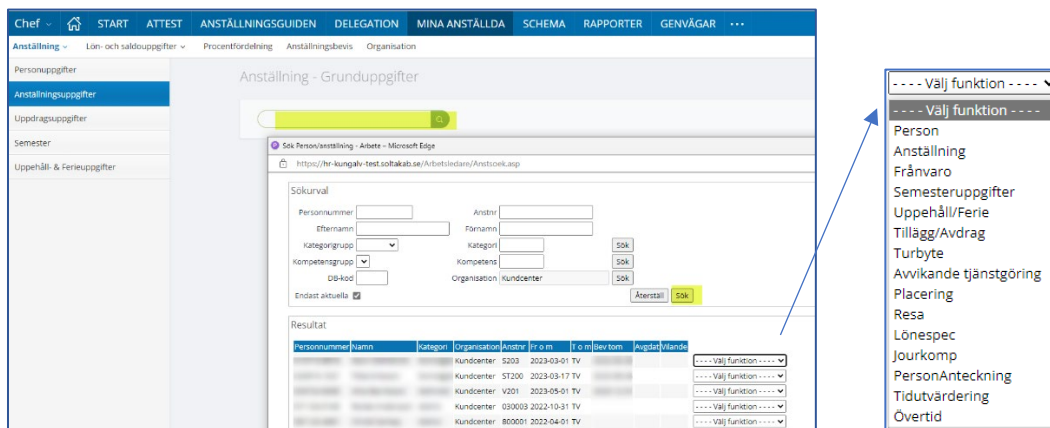 Chef START ATTEST ANSTÄLLNINGSGUIDEN DELEGATION MINA ANSTÄLLDA SCHEMA RAPPORTER GENVÄGAR ···
Anställning Lön- och saldouppgifter Procentfördelning Anställningsbevis Organisation
Personuppgifter
Anställningsuppgifter
Uppdragsuppgifter
Semester
Uppehåll- & Ferieuppgifter
Anställning - Grunduppgifter
Sök Person/anställning - Arbete – Microsoft Edge
https://hr-kungalv-test.soltakab.se/Arbetsledare/Anstsoek.asp
Sökurval
Personnummer Anstnr
Efternamn Förnamn
Kategorigrupp Kategori Sök
Kompetensgrupp Kompetens Sök
DB-kod Organisation Kundcenter Sök
Endast aktuella Återställ Sök
Resultat
Personnummer Namn Kategori Organisation Anstnr Fr o m T o m Bev tom Avgdat Vilande
Kundcenter S203 2023-03-01 TV - - - - Välj funktion - - - -
Kundcenter ST200 2023-03-17 TV - - - - Välj funktion - - - -
Kundcenter V201 2023-05-01 TV - - - - Välj funktion - - - -
Kundcenter 030003 2022-10-31 TV - - - - Välj funktion - - - -
Kundcenter 800001 2022-04-01 TV - - - - Välj funktion - - - -
- - - - Välj funktion - - - -
- - - - Välj funktion - - - -
Person
Anställning
Frånvaro
Semesteruppgifter
Uppehåll/Ferie
Tillägg/Avdrag
Turbyte
Avvikande tjänstgöring
Placering
Resa
Lönespec
Jourkomp
PersonAnteckning
Tidutvärdering
Övertid